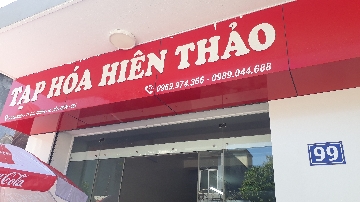 TẠP HÓA HIÊN THẢO
0969.974.366 - 0989.044.688
99
Coca-Cola